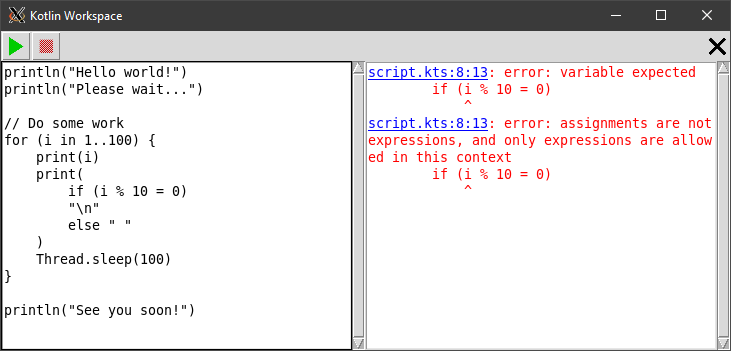 Kotlin Workspace
println("Hello world!")
println("Please wait...")
// Do some work
for (i in 1..100) {
    print(i)
    print(
        if (i % 10 = 0)
        "\n"
        else " "
    )
    Thread.sleep(100)
}
println("See you soon!")
script.kts:8:13: error: variable expected
        if (i % 10 = 0)
            ^
script.kts:8:13: error: assignments are not
expressions, and only expressions are allow
ed in this context
        if (i % 10 = 0)
            ^